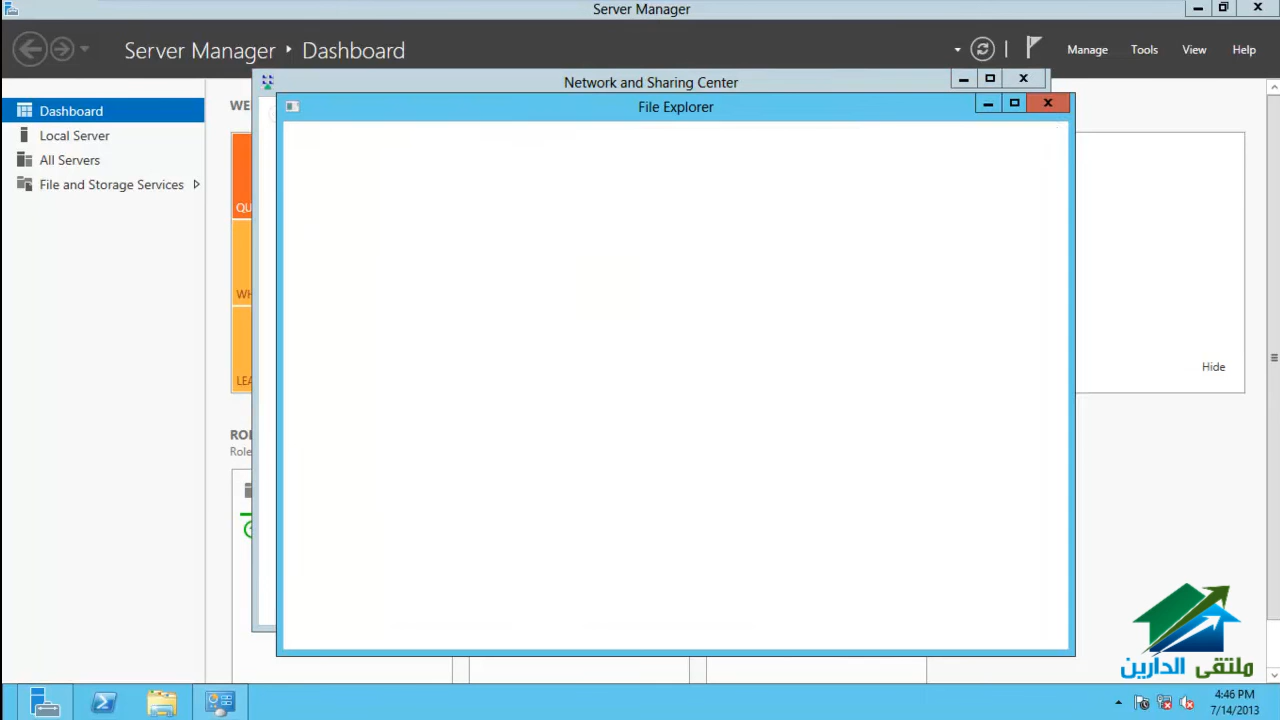 Server Manager
Server Manager • Dashboard
Manage Tools View Help
Network and Sharing Center
File Explorer
Dashboard
Local Server
All Servers
File and Storage Services
WE
QU
WH
LEA
Hide
ROL
Role
ملتقى الدارين
4:46 PM
7/14/2013